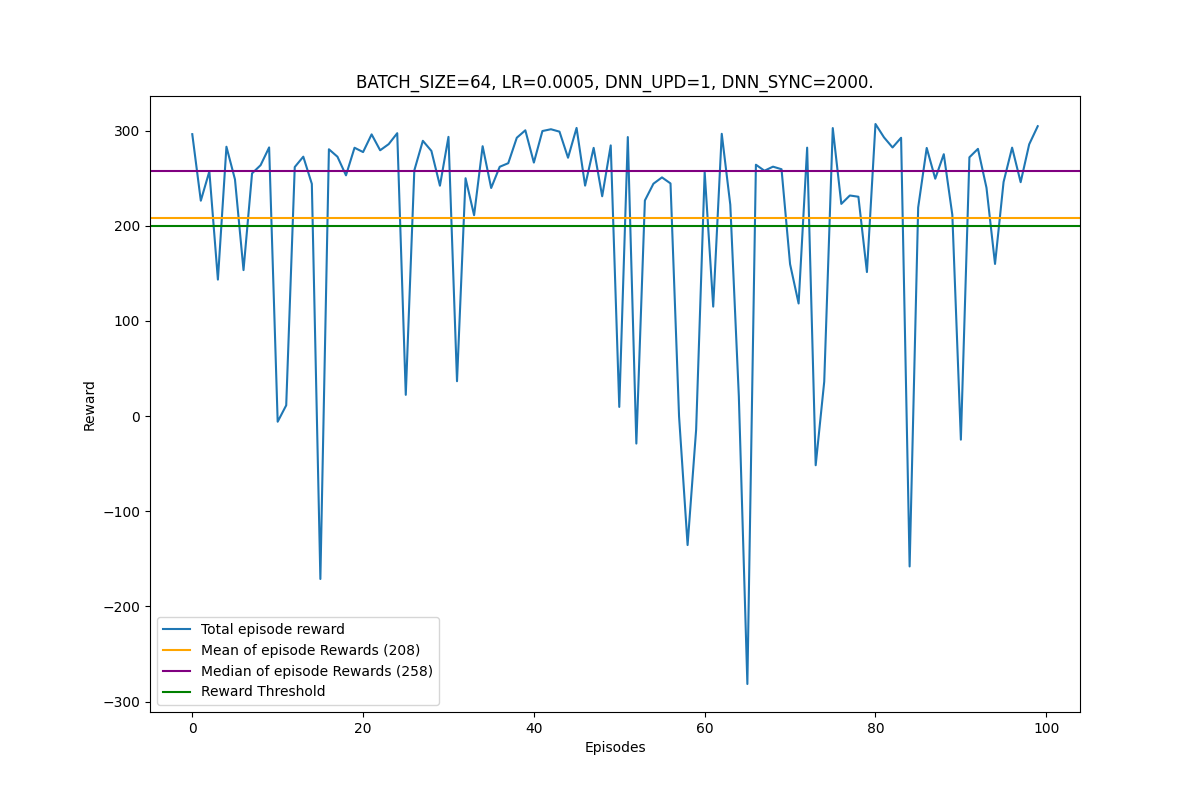 BATCH_SIZE=64, LR=0.0005, DNN_UPD=1, DNN_SYNC=2000.
300
200
100
0
−100
−200
−300
Reward
Total episode reward
Mean of episode Rewards (208)
Median of episode Rewards (258)
Reward Threshold
0 20 40 60 80 100
Episodes